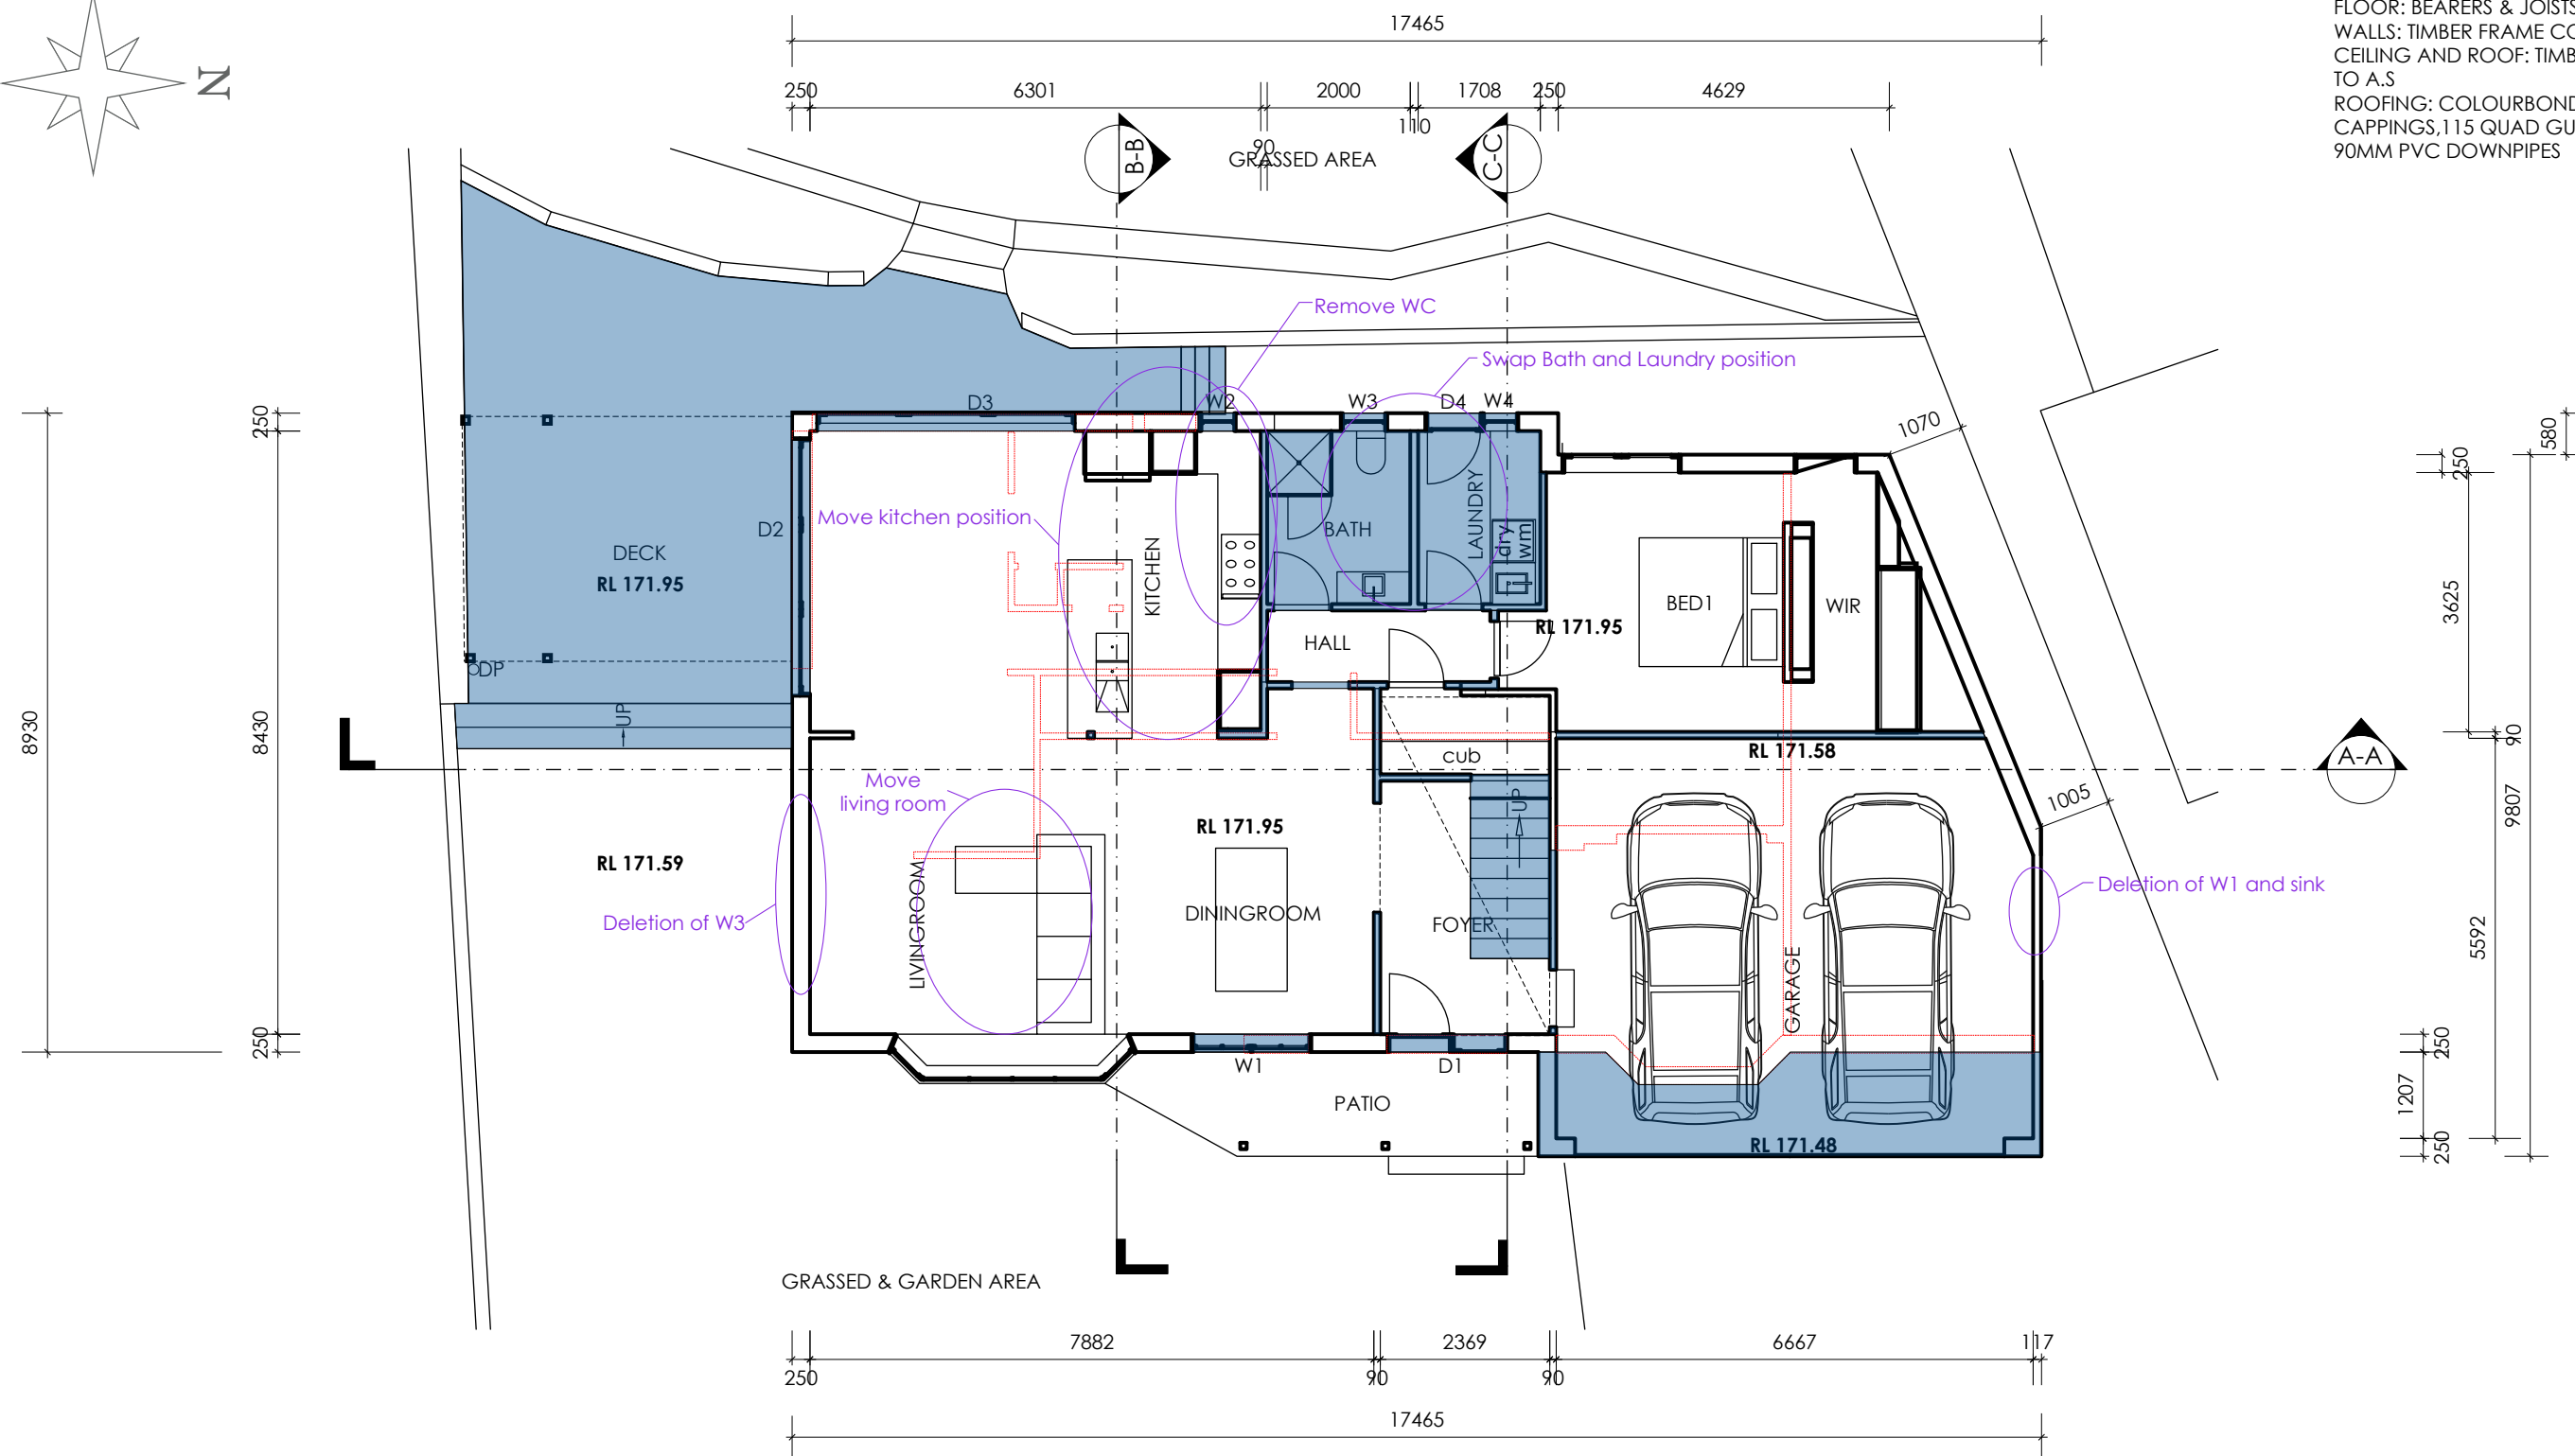 FLOOR: BEARERS & JOISTS
WALLS: TIMBER FRAME CO
CEILING AND ROOF: TIMB
TO A.S
ROOFING: COLOURBOND
CAPPINGS,115 QUAD GU
90MM PVC DOWNPIPES
N
17465
250
6301
2000
1708
250
4629
110
90
B-B
GRASSED AREA
C-C
Remove WC
Swap Bath and Laundry position
D3
W2
W3
D4
W4
1070
580
250
250
8930
8430
250
D2
Move kitchen position
DECK
RL 171.95
KITCHEN
BATH
LAUNDRY
dry
wm
BED1
WIR
3625
RL 171.95
HALL
DP
UP
90
RL 171.58
cub
A-A
Move
living room
UP
1005
9807
RL 171.95
RL 171.59
Deletion of W1 and sink
LIVINGROOM
DININGROOM
FOYER
Deletion of W3
GARAGE
5592
250
W1
D1
PATIO
1207
RL 171.48
250
GRASSED & GARDEN AREA
7882
2369
6667
117
250
90
90
17465